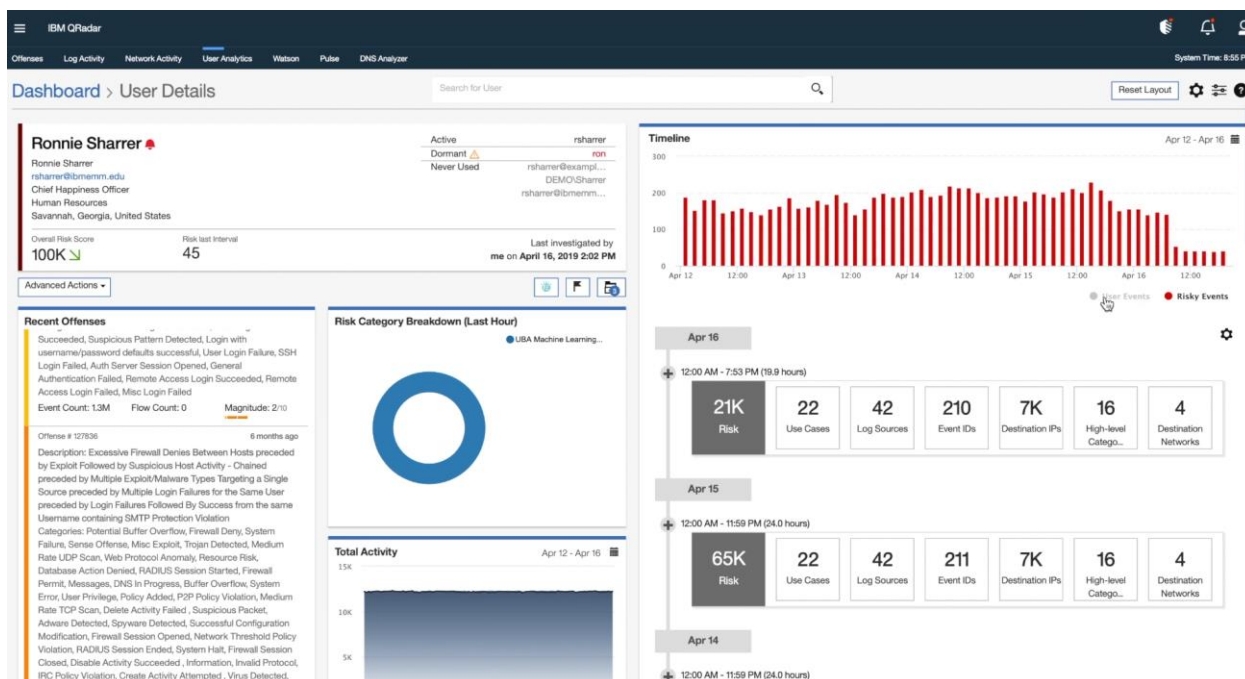 IBM QRadar
Offenses Log Activity Network Activity User Analytics Watson Pulse DNS Analyzer
System Time: 8:55 P
Dashboard > User Details
Search for User
Reset Layout
Ronnie Sharrer
Ronnie Sharrer
rsharrer@ibmemm.edu
Chief Happiness Officer
Human Resources
Savannah, Georgia, United States
Active rsharrer
Dormant ron
Never Used rsharrer@exampl...
DEMO\Sharrer
rsharrer@ibmemm...
Overall Risk Score
100K
Risk last Interval
45
Last investigated by
me on April 16, 2019 2:02 PM
Advanced Actions
Recent Offenses
Succeeded, Suspicious Pattern Detected, Login with
username/password defaults successful, User Login Failure, SSH
Login Failed, Auth Server Session Opened, General
Authentication Failed, Remote Access Login Succeeded, Remote
Access Login Failed, Misc Login Failed
Event Count: 1.3M Flow Count: 0 Magnitude: 2/10
Offense # 127836 6 months ago
Description: Excessive Firewall Denies Between Hosts preceded
by Exploit Followed by Suspicious Host Activity - Chained
preceded by Multiple Exploit/Malware Types Targeting a Single
Source preceded by Multiple Login Failures for the Same User
preceded by Login Failures Followed By Success from the same
Username containing SMTP Protection Violation
Categories: Potential Buffer Overflow, Firewall Deny, System
Failure, Sense Offense, Misc Exploit, Trojan Detected, Medium
Rate UDP Scan, Web Protocol Anomaly, Resource Risk,
Database Action Denied, RADIUS Session Started, Firewall
Permit, Messages, DNS In Progress, Buffer Overflow, System
Error, User Privilege, Policy Added, P2P Policy Violation, Medium
Rate TCP Scan, Delete Activity Failed , Suspicious Packet,
Adware Detected, Spyware Detected, Successful Configuration
Modification, Firewall Session Opened, Network Threshold Policy
Violation, RADIUS Session Ended, System Halt, Firewall Session
Closed, Disable Activity Succeeded , Information, Invalid Protocol,
IRC Policy Violation, Create Activity Attempted , Virus Detected,
Risk Category Breakdown (Last Hour)
UBA Machine Learning...
Total Activity Apr 12 - Apr 16
15K
10K
5K
Timeline Apr 12 - Apr 16
300
200
100
0
Apr 12 12:00 Apr 13 12:00 Apr 14 12:00 Apr 15 12:00 Apr 16 12:00
User Events Risky Events
Apr 16
12:00 AM - 7:53 PM (19.9 hours)
21K 22 42 210 7K 16 4
Risk Use Cases Log Sources Event IDs Destination IPs High-level Catego... Destination Networks
Apr 15
12:00 AM - 11:59 PM (24.0 hours)
65K 22 42 211 7K 16 4
Risk Use Cases Log Sources Event IDs Destination IPs High-level Catego... Destination Networks
Apr 14
12:00 AM - 11:59 PM (24.0 hours)